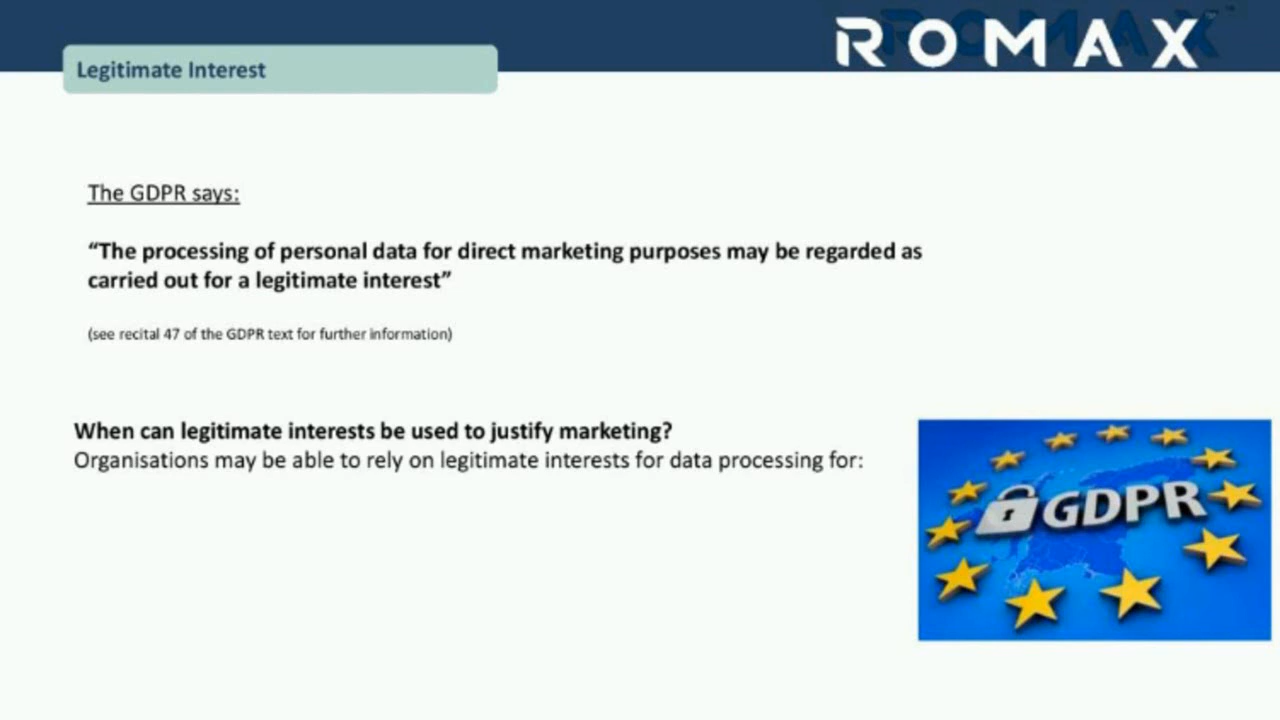 ROMAX
Legitimate Interest
The GDPR says:
“The processing of personal data for direct marketing purposes may be regarded as
carried out for a legitimate interest”
(see recital 47 of the GDPR text for further information)
When can legitimate interests be used to justify marketing?
Organisations may be able to rely on legitimate interests for data processing for:
GDPR